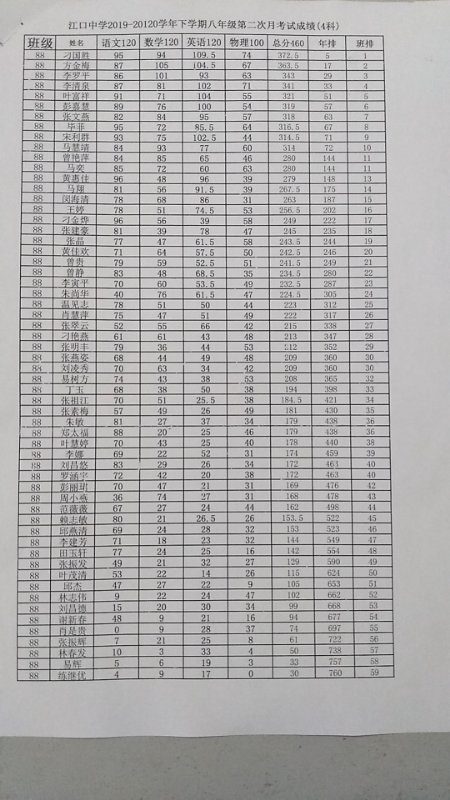 江口中学2019-20120学年下学期八年级第二次月考试成绩(4科)
班级 姓名 语文120 数学120 英语120 物理100 总分460 年排 班排
88 刁国胜 95 94 109.5 74 372.5 5 1
88 方金梅 87 105 104.5 67 363.5 17 2
88 李罗平 86 101 93 63 343 29 3
88 李清泉 87 81 102 71 341 33 4
88 叶富祥 91 71 104 55 321 51 5
88 彭嘉慧 89 76 100 54 319 57 6
88 张文燕 82 84 95 57 318 63 7
88 毕菲 95 72 85.5 64 316.5 67 8
88 宋利群 93 75 102.5 44 314.5 71 9
88 马慧靖 84 93 77 60 314 72 10
88 曾艳萍 84 85 65 46 280 144 11
88 马奕 85 72 60 63 280 144 11
88 黄惠佳 96 48 96 39 279 148 13
88 马翔 81 56 91.5 39 267.5 175 14
88 闵海清 78 68 86 31 263 187 15
88 王婷 78 51 74.5 53 256.5 202 16
88 刁金烨 96 56 39 58 249 222 17
88 张建豪 81 39 78 47 245 235 18
88 张晶 77 47 61.5 58 243.5 244 19
88 黄佳欢 71 64 57.5 50 242.5 246 20
88 曾贵 79 59 52.5 51 241.5 249 21
88 曾静 83 48 68.5 35 234.5 280 22
88 李寅平 70 60 53.5 49 232.5 287 23
88 朱尚华 40 76 61.5 47 224.5 305 24
88 温见志 78 51 50 44 223 312 25
88 肖慧萍 75 47 51 49 222 317 26
88 张翠云 52 55 66 42 215 338 27
88 刁艳燕 61 61 43 48 213 347 28
88 张明丰 79 36 44 53 212 352 29
88 张燕姿 68 44 49 48 209 360 30
88 刘凌秀 70 63 34 42 209 360 30
88 易树方 74 43 38 53 208 365 32
88 丁玉 68 38 50 38 194 398 33
88 张祖江 70 51 25.5 38 184.5 421 34
88 张素梅 57 49 26 49 181 430 35
88 朱敏 81 27 37 34 179 438 36
88 郑太福 88 20 25 46 179 438 36
88 叶慧婷 70 43 25 40 178 440 38
88 李娜 69 22 52 31 174 459 39
88 刘昌悠 83 29 26 34 172 463 40
88 罗涵宇 72 42 20 38 172 463 40
88 彭丽琍 70 47 21 31 169 476 42
88 周小燕 36 74 27 31 168 478 43
88 范薇薇 67 27 24 44 162 498 44
88 赖志敏 80 21 26.5 26 153.5 522 45
88 邱燕清 69 24 28 32 153 523 46
88 李建芳 71 18 23 32 144 549 47
88 田玉轩 77 24 25 16 142 554 48
88 张振发 49 21 32 27 129 590 49
88 叶茂清 53 22 14 26 115 624 50
88 邱杰 47 27 22 9 105 653 51
88 林志伟 9 22 24 47 102 662 52
88 刘昌德 15 20 30 34 99 668 53
88 谢新春 48 9 21 16 94 677 54
88 肖是贵 0 9 28 37 74 697 55
88 张振辉 7 21 25 8 61 722 56
88 林春发 10 3 33 4 50 738 57
88 易辉 5 6 19 3 33 757 58
88 练继优 4 9 17 0 30 760 59